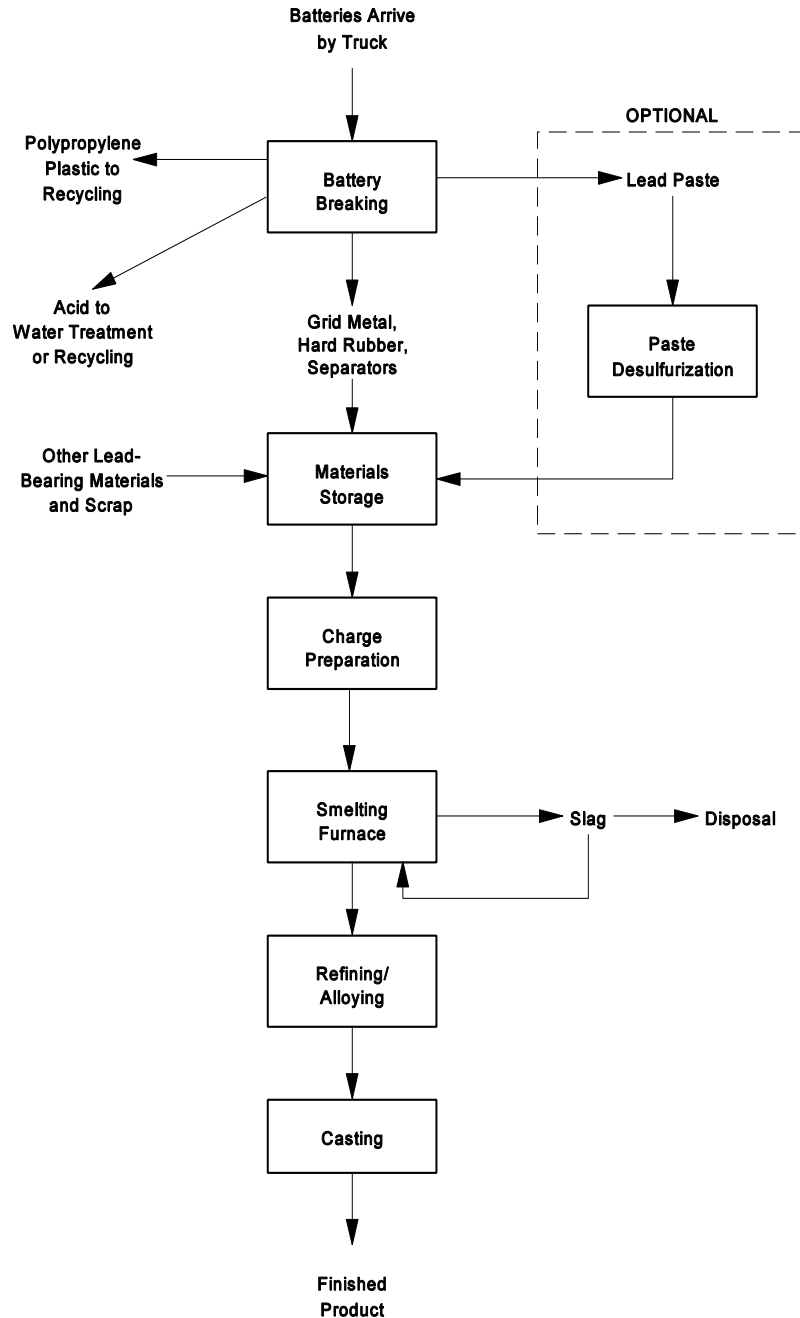 Batteries Arrive
by Truck
OPTIONAL
Polypropylene
Plastic to
Recycling
Battery
Breaking
Lead Paste
Acid to
Water Treatment
or Recycling
Grid Metal,
Hard Rubber,
Separators
Paste
Desulfurization
Other Lead-
Bearing Materials
and Scrap
Materials
Storage
Charge
Preparation
Smelting
Furnace
Slag
Disposal
Refining/
Alloying
Casting
Finished
Product